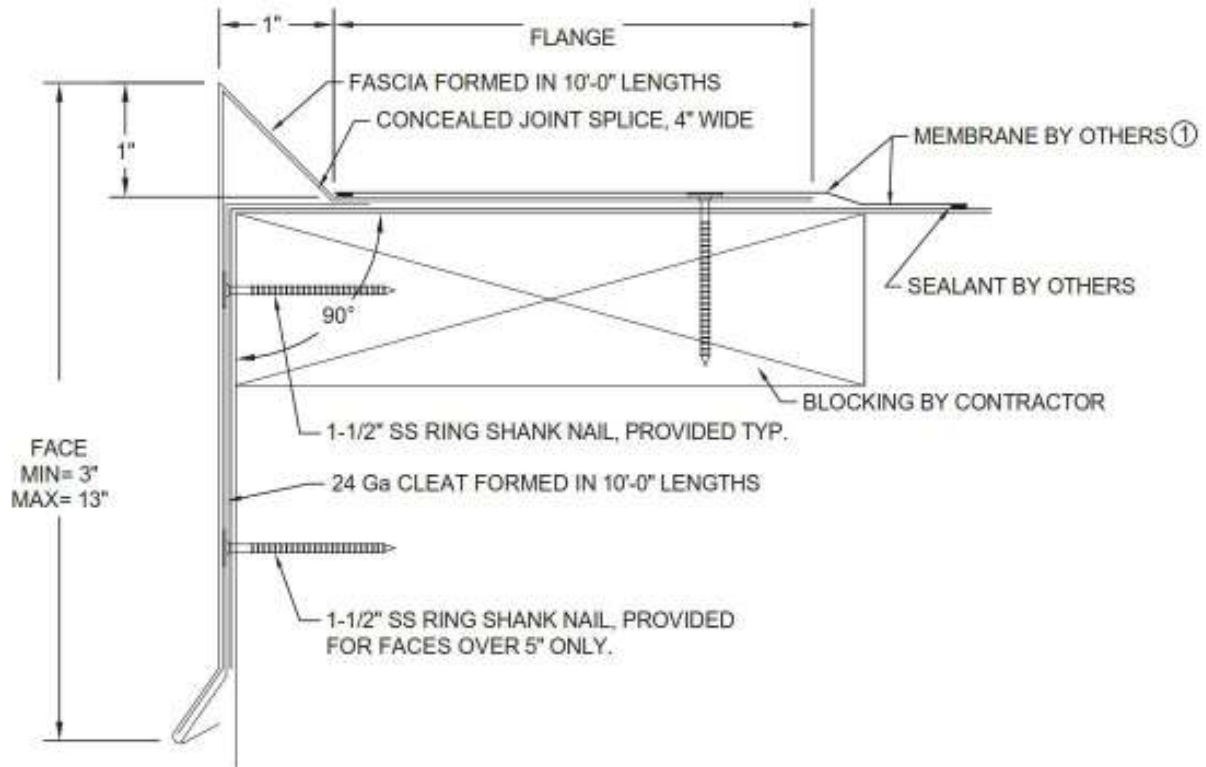 1"
FLANGE
FASCIA FORMED IN 10'-0" LENGTHS
CONCEALED JOINT SPLICE, 4" WIDE
MEMBRANE BY OTHERS ①
1"
SEALANT BY OTHERS
90°
BLOCKING BY CONTRACTOR
1-1/2" SS RING SHANK NAIL, PROVIDED TYP.
FACE
MIN= 3"
MAX= 13"
24 Ga CLEAT FORMED IN 10'-0" LENGTHS
1-1/2" SS RING SHANK NAIL, PROVIDED
FOR FACES OVER 5" ONLY.